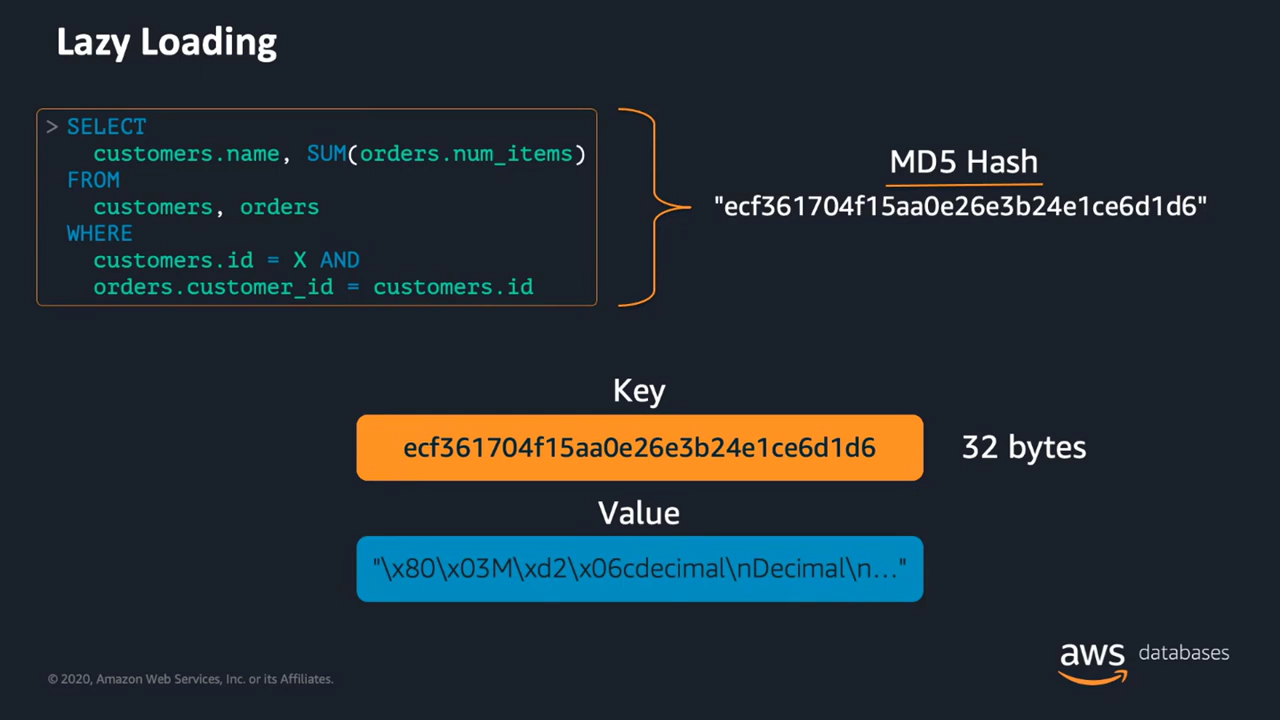 Lazy Loading
> SELECT
customers.name, SUM(orders.num_items)
FROM
customers, orders
WHERE
customers.id = X AND
orders.customer_id = customers.id
MD5 Hash
"ecf361704f15aa0e26e3b24e1ce6d1d6"
Key
ecf361704f15aa0e26e3b24e1ce6d1d6
32 bytes
Value
"\x80\x03M\xd2\x06cdecimal\nDecimal\n..."
© 2020, Amazon Web Services, Inc. or its Affiliates.
aws databases